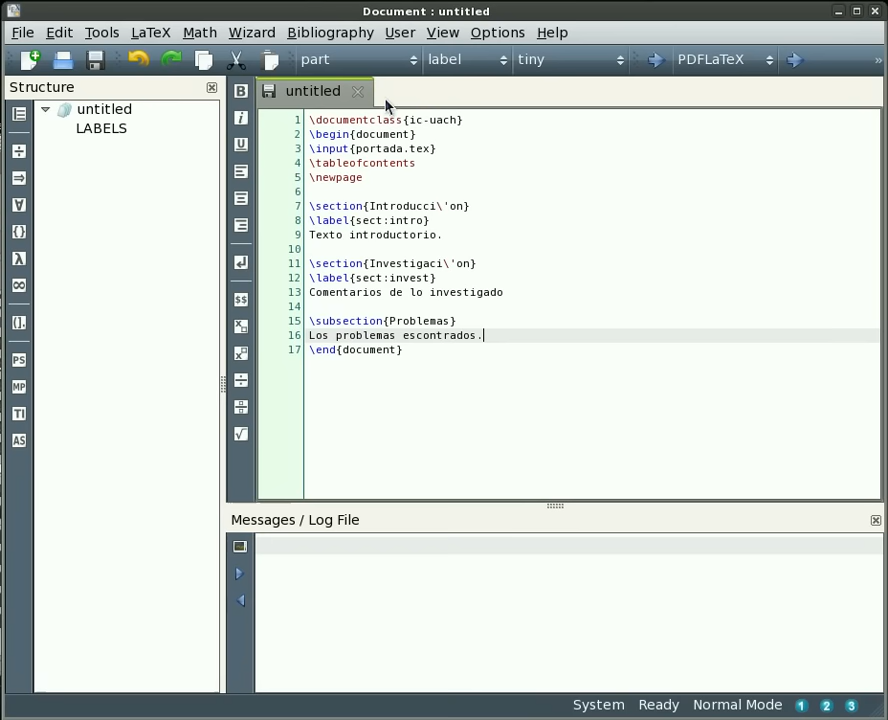 Document : untitled
File Edit Tools LaTeX Math Wizard Bibliography User View Options Help
part label tiny PDFLaTeX »
Structure
untitled
LABELS
B
i
U
$$
PS
MP
TI
AS
untitled
1 \documentclass{ic-uach}
2 \begin{document}
3 \input{portada.tex}
4 \tableofcontents
5 \newpage
6
7 \section{Introducci\'on}
8 \label{sect:intro}
9 Texto introductorio.
10
11 \section{Investigaci\'on}
12 \label{sect:invest}
13 Comentarios de lo investigado
14
15 \subsection{Problemas}
16 Los problemas escontrados.
17 \end{document}
Messages / Log File
System Ready Normal Mode 1 2 3